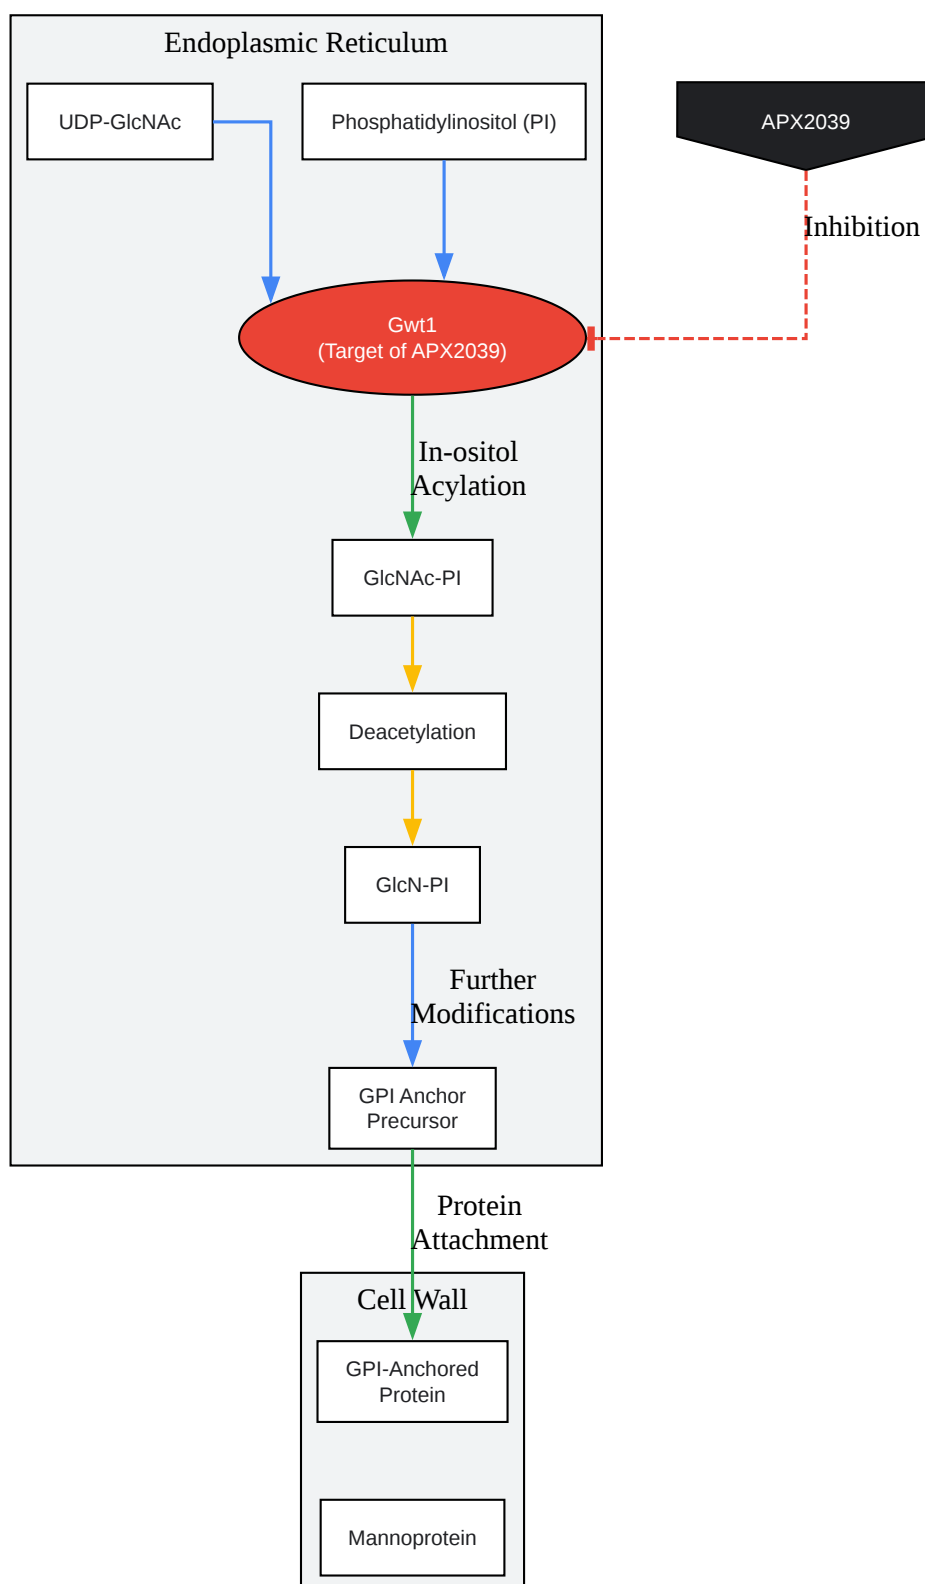 Endoplasmic Reticulum
UDP-GlcNAc
Phosphatidylinositol (PI)
APX2039
Inhibition
Gwt1
(Target of APX2039)
In-ositol
Acylation
GlcNAc-PI
Deacetylation
GlcN-PI
Further
Modifications
GPI Anchor
Precursor
Protein
Attachment
Cell Wall
GPI-Anchored
Protein
Mannoprotein